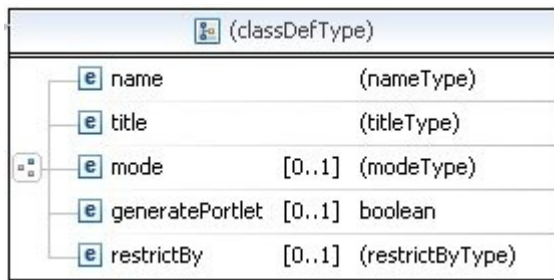 (classDefType)
e name (nameType)
e title (titleType)
e mode [0..1] (modeType)
e generatePortlet [0..1] boolean
e restrictBy [0..1] (restrictByType)